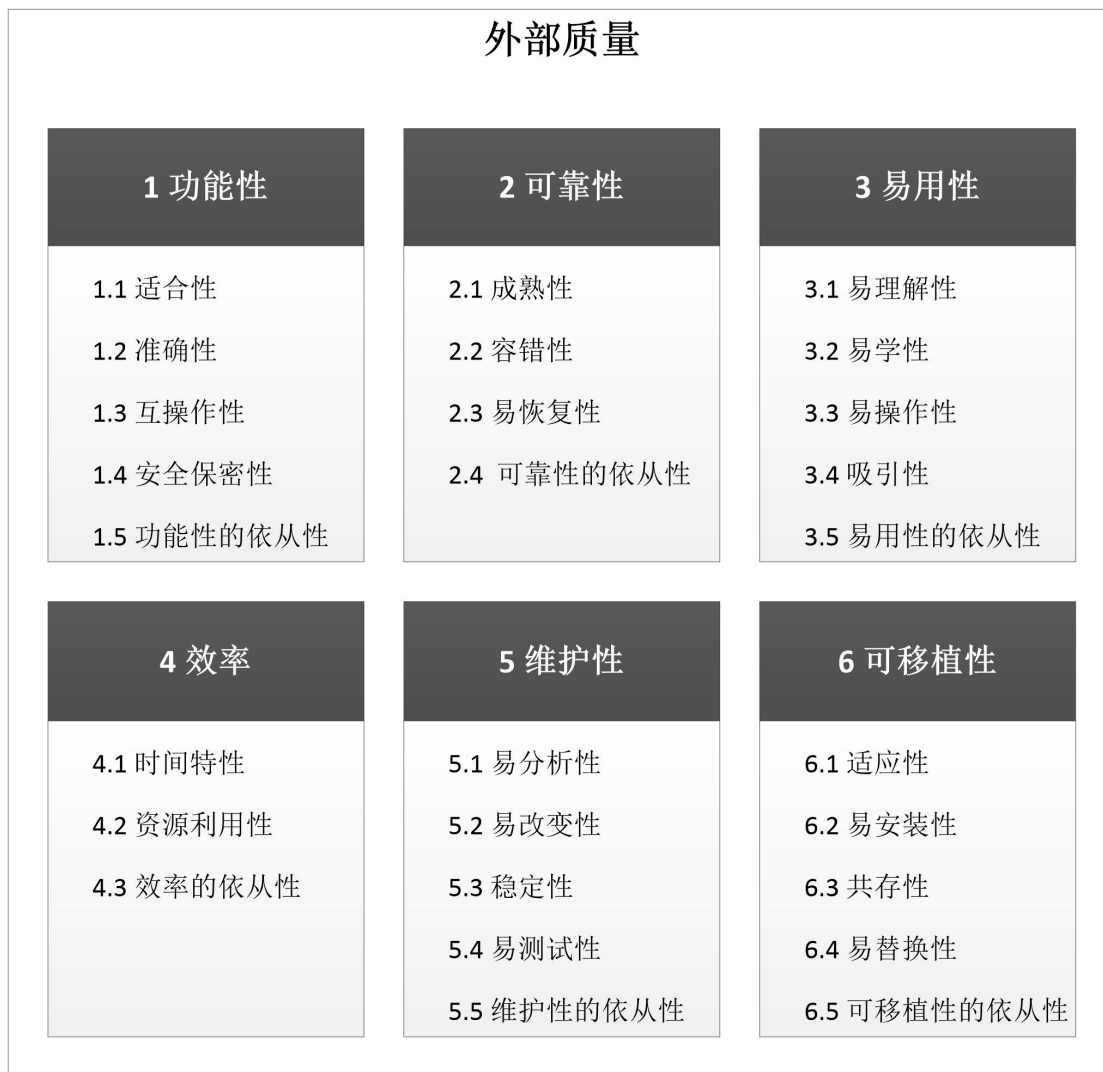 外部质量
1 功能性
1.1 适合性
1.2 准确性
1.3 互操作性
1.4 安全保密性
1.5 功能性的依从性
2 可靠性
2.1 成熟性
2.2 容错性
2.3 易恢复性
2.4 可靠性的依从性
3 易用性
3.1 易理解性
3.2 易学性
3.3 易操作性
3.4 吸引性
3.5 易用性的依从性
4 效率
4.1 时间特性
4.2 资源利用性
4.3 效率的依从性
5 维护性
5.1 易分析性
5.2 易改变性
5.3 稳定性
5.4 易测试性
5.5 维护性的依从性
6 可移植性
6.1 适应性
6.2 易安装性
6.3 共存性
6.4 易替换性
6.5 可移植性的依从性